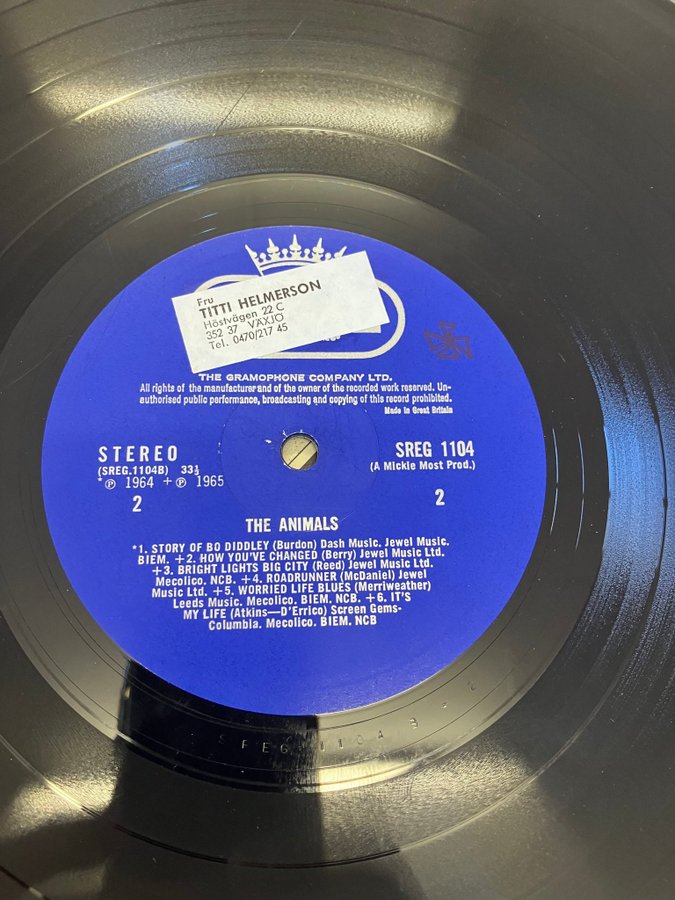 Fru
TITTI HELMERSON
Höstvägen 22 C
352 37 VÄXJÖ
Tel. 0470/217 45
THE GRAMOPHONE COMPANY LTD.
All rights of the manufacturer and of the owner of the recorded work reserved. Un-
authorised public performance, broadcasting and copying of this record prohibited.
Made in Great Britain
STEREO
(SREG.1104B) 33⅓
*℗ 1964 +℗ 1965
2
SREG 1104
(A Mickie Most Prod.)
2
THE ANIMALS
*1. STORY OF BO DIDDLEY (Burdon) Dash Music. Jewel Music.
BIEM. +2. HOW YOU'VE CHANGED (Berry) Jewel Music Ltd.
+3. BRIGHT LIGHTS BIG CITY (Reed) Jewel Music Ltd.
Mecolico. NCB. +4. ROADRUNNER (McDaniel) Jewel
Music Ltd. +5. WORRIED LIFE BLUES (Merriweather)
Leeds Music. Mecolico. BIEM. NCB. +6. IT'S
MY LIFE (Atkins—D'Errico) Screen Gems-
Columbia. Mecolico. BIEM. NCB